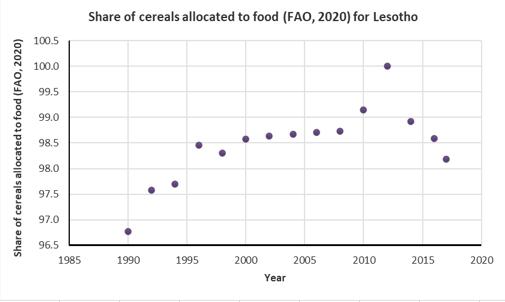 Share of cereals allocated to food (FAO, 2020) for Lesotho
Share of cereals allocated to food (FAO, 2020)
100.5
100.0
99.5
99.0
98.5
98.0
97.5
97.0
96.5
1985 1990 1995 2000 2005 2010 2015 2020
Year